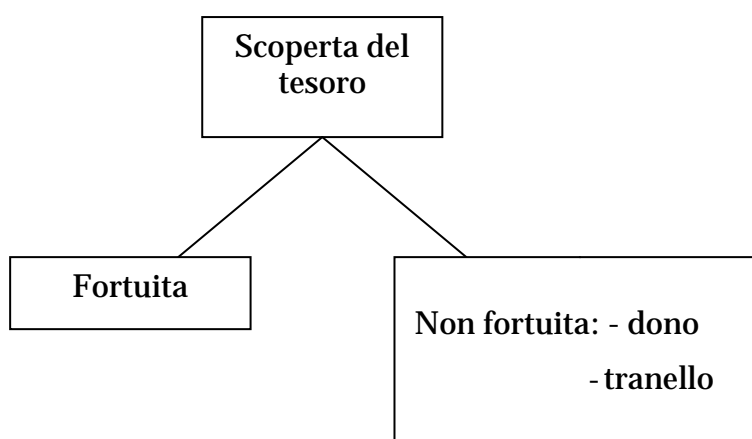 Scoperta del
tesoro
Fortuita
Non fortuita: - dono
- tranello